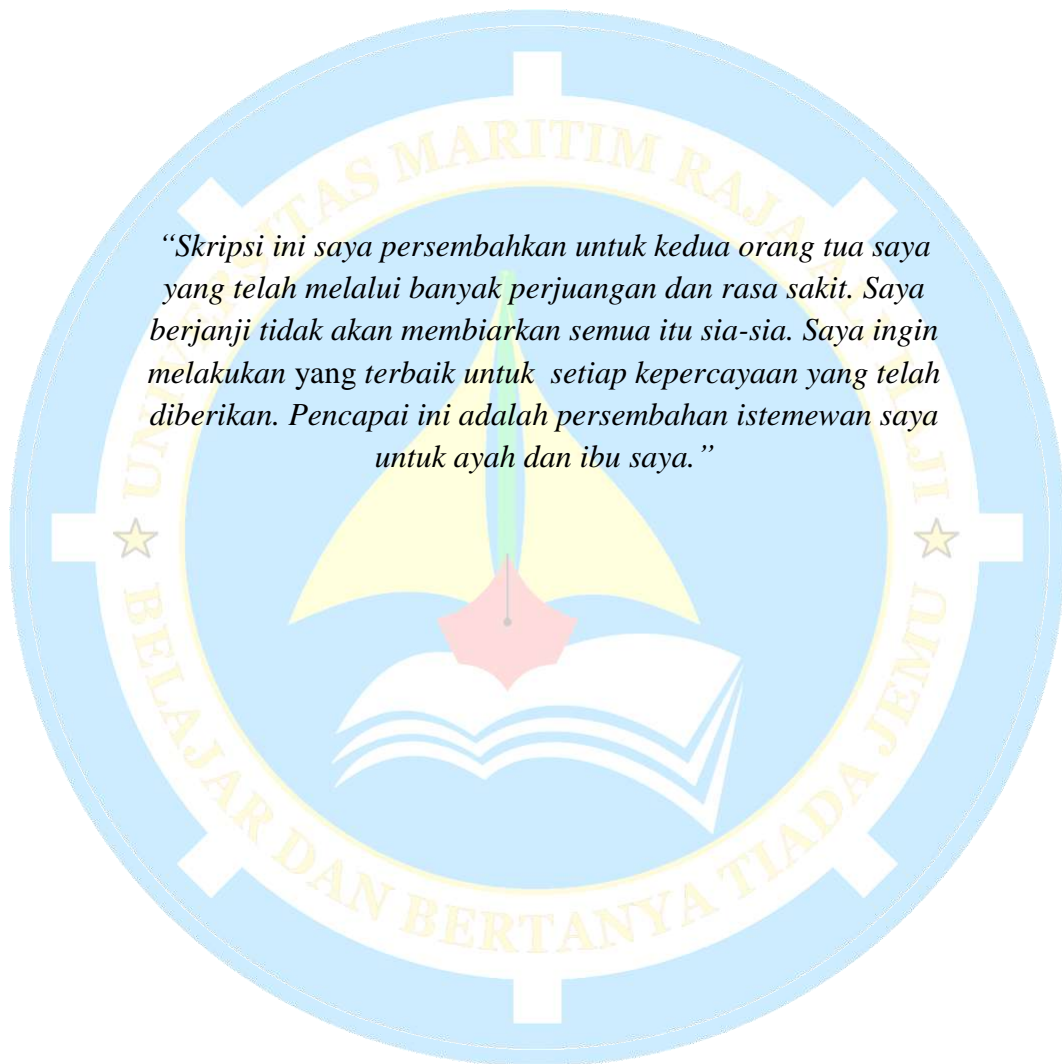 “Skripsi ini saya persembahkan untuk kedua orang tua saya
yang telah melalui banyak perjuangan dan rasa sakit. Saya
berjanji tidak akan membiarkan semua itu sia-sia. Saya ingin
melakukan yang terbaik untuk  setiap kepercayaan yang telah
diberikan. Pencapai ini adalah persembahan istemewan saya
untuk ayah dan ibu saya.”
UNIVERSITAS MARITIM RAJA ALI HAJI
BELAJAR DAN BERTANYA TIADA JEMU